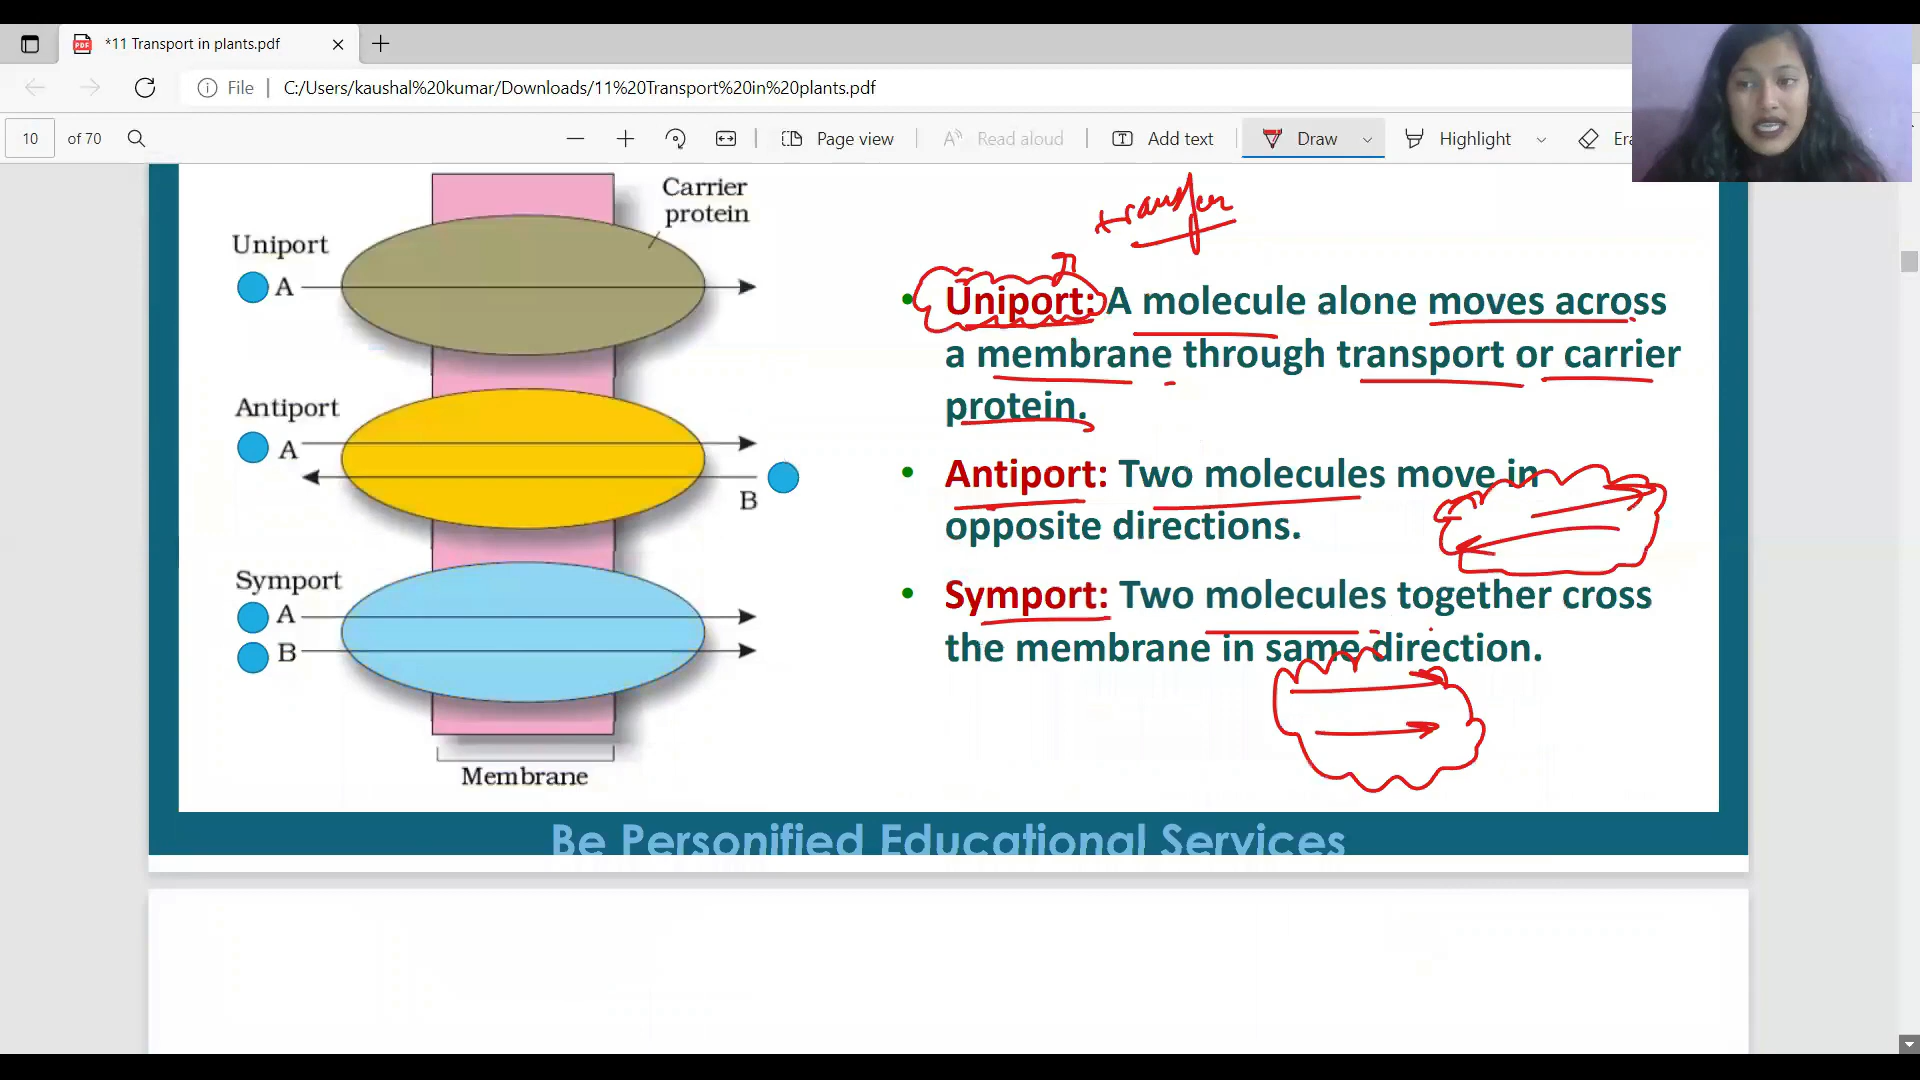 *11 Transport in plants.pdf
File
C:/Users/kaushal%20kumar/Downloads/11%20Transport%20in%20plants.pdf
10 of 70
Page view
Read aloud
Add text
Draw
Highlight
Carrier
protein
Uniport
A
Antiport
A
B
Symport
A
B
Membrane
transfer
• Uniport: A molecule alone moves across
a membrane through transport or carrier
protein.
• Antiport: Two molecules move in
opposite directions.
• Symport: Two molecules together cross
the membrane in same direction.
Be Personified Educational Services